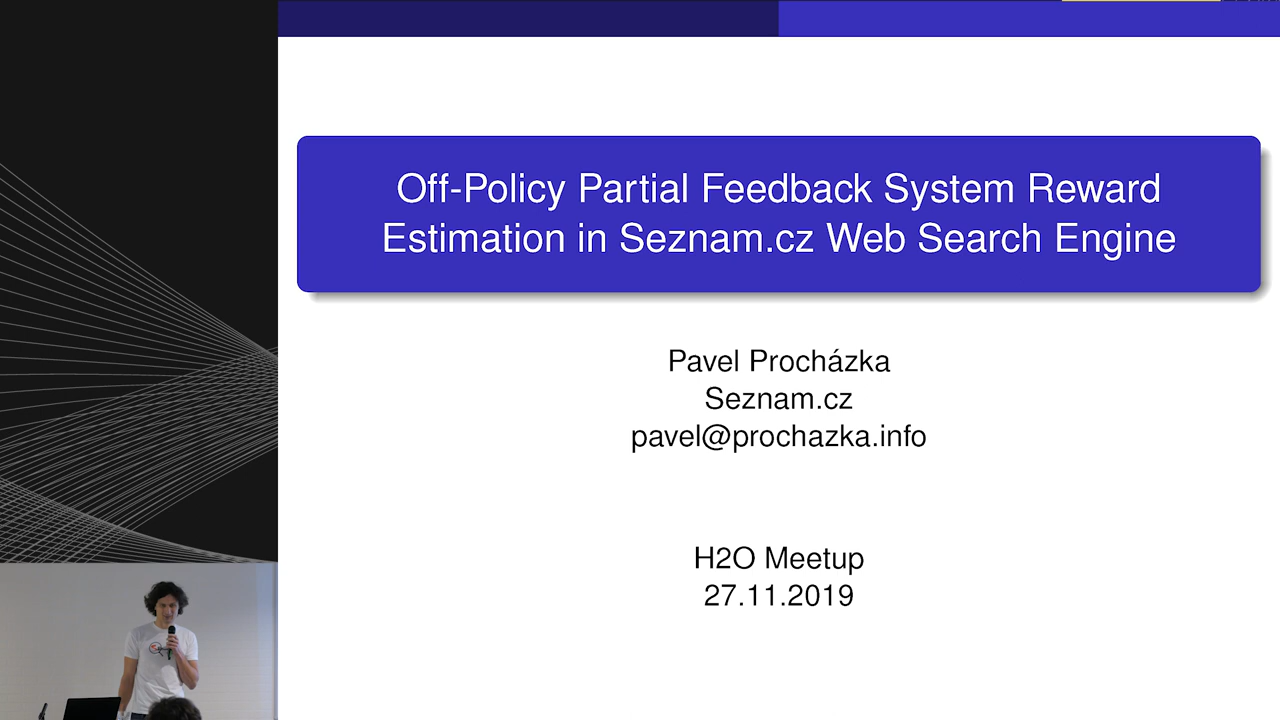 Off-Policy Partial Feedback System Reward
Estimation in Seznam.cz Web Search Engine
Pavel Procházka
Seznam.cz
pavel@prochazka.info
H2O Meetup
27.11.2019